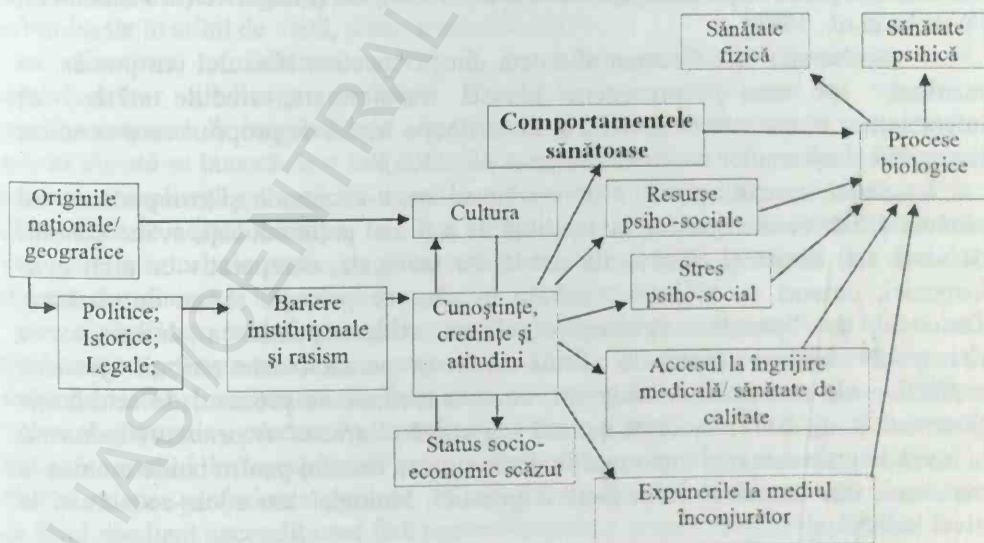 Sănătate
fizică
Sănătate
psihică
Comportamentele
sănătoase
Procese
biologice
Originile
naționale/
geografice
Cultura
Resurse
psiho-sociale
Stres
psiho-social
Politice;
Istorice;
Legale;
Bariere
instituționale
și rasism
Cunoștințe,
credințe și
atitudini
Accesul la îngrijire
medicală/ sănătate de
calitate
Status socio-
economic scăzut
Expunerile la mediul
înconjurător
IASI/CENTRAL